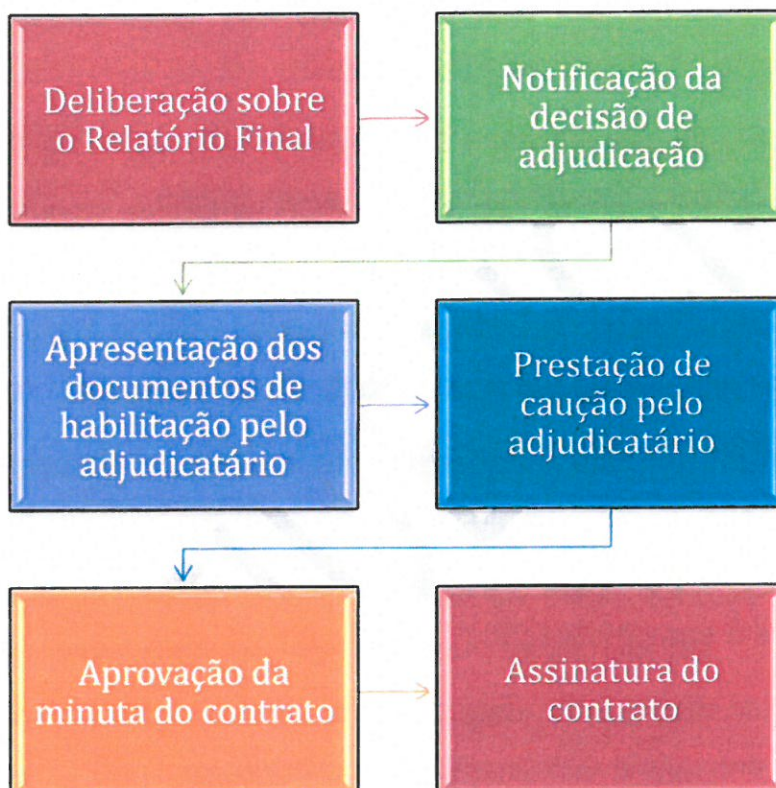 Deliberação sobre
o Relatório Final
Notificação da
decisão de
adjudicação
Apresentação dos
documentos de
habilitação pelo
adjudicatário
Prestação de
caução pelo
adjudicatário
Aprovação da
minuta do contrato
Assinatura do
contrato